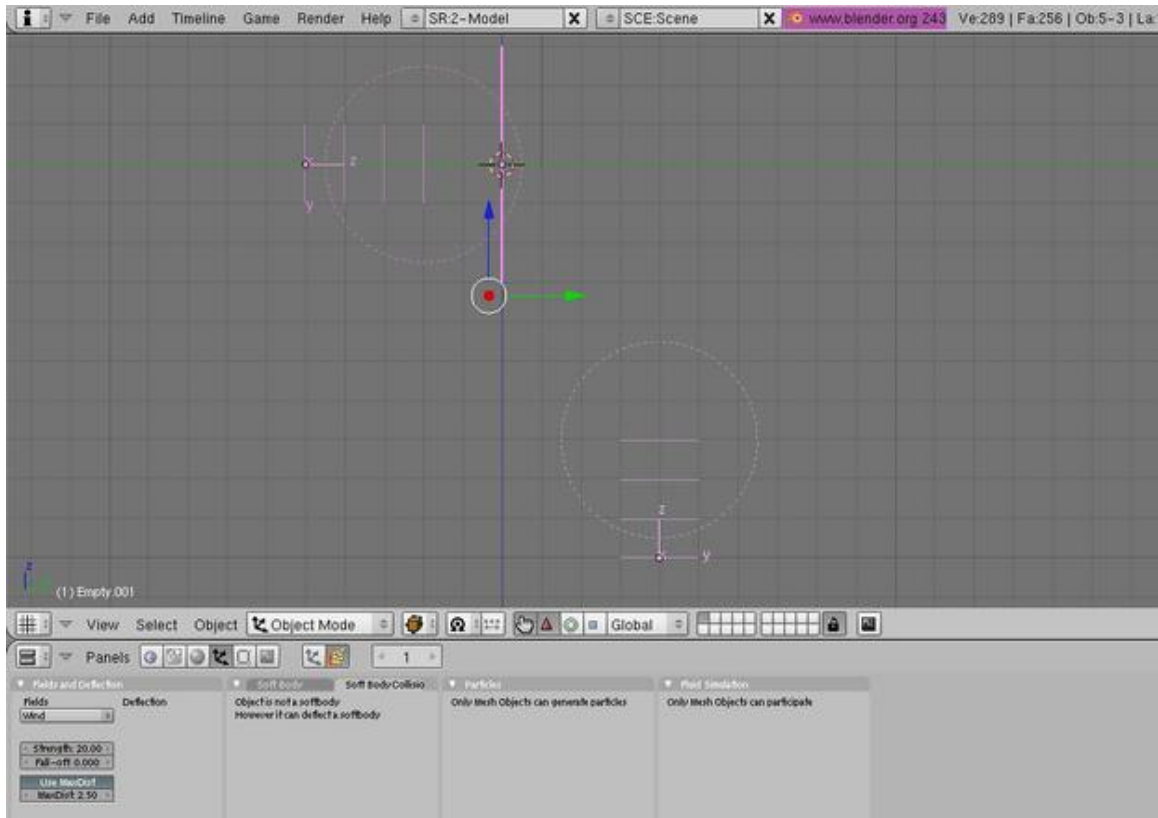 File Add Timeline Game Render Help SR:2-Model X SCE:Scene X www.blender.org 243 Ve:289 | Fa:256 | Ob:5-3 | La:
z
y
z
y
z
(1) Empty.001
View Select Object Object Mode Global
Panels 1
Fields and Deflection Soft Body Soft Body Collisio Particles Fluid Simulation
Fields Deflection Object is not a softbody Only Mesh Objects can generate particles Only Mesh Objects can participate
Wind However it can deflect a softbody
Strength: 20.00
Fall-off 0.000
Use MaxDist
MaxDist 2.50